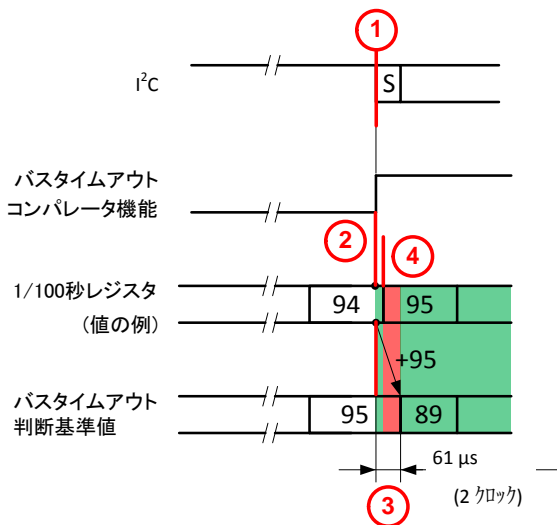 ①
I²C
S
バスタイムアウト
コンパレータ機能
②
④
1/100秒レジスタ
(値の例)
94
95
+95
バスタイムアウト
判断基準値
95
89
61 µs
(2 ｸﾛｯｸ)
③